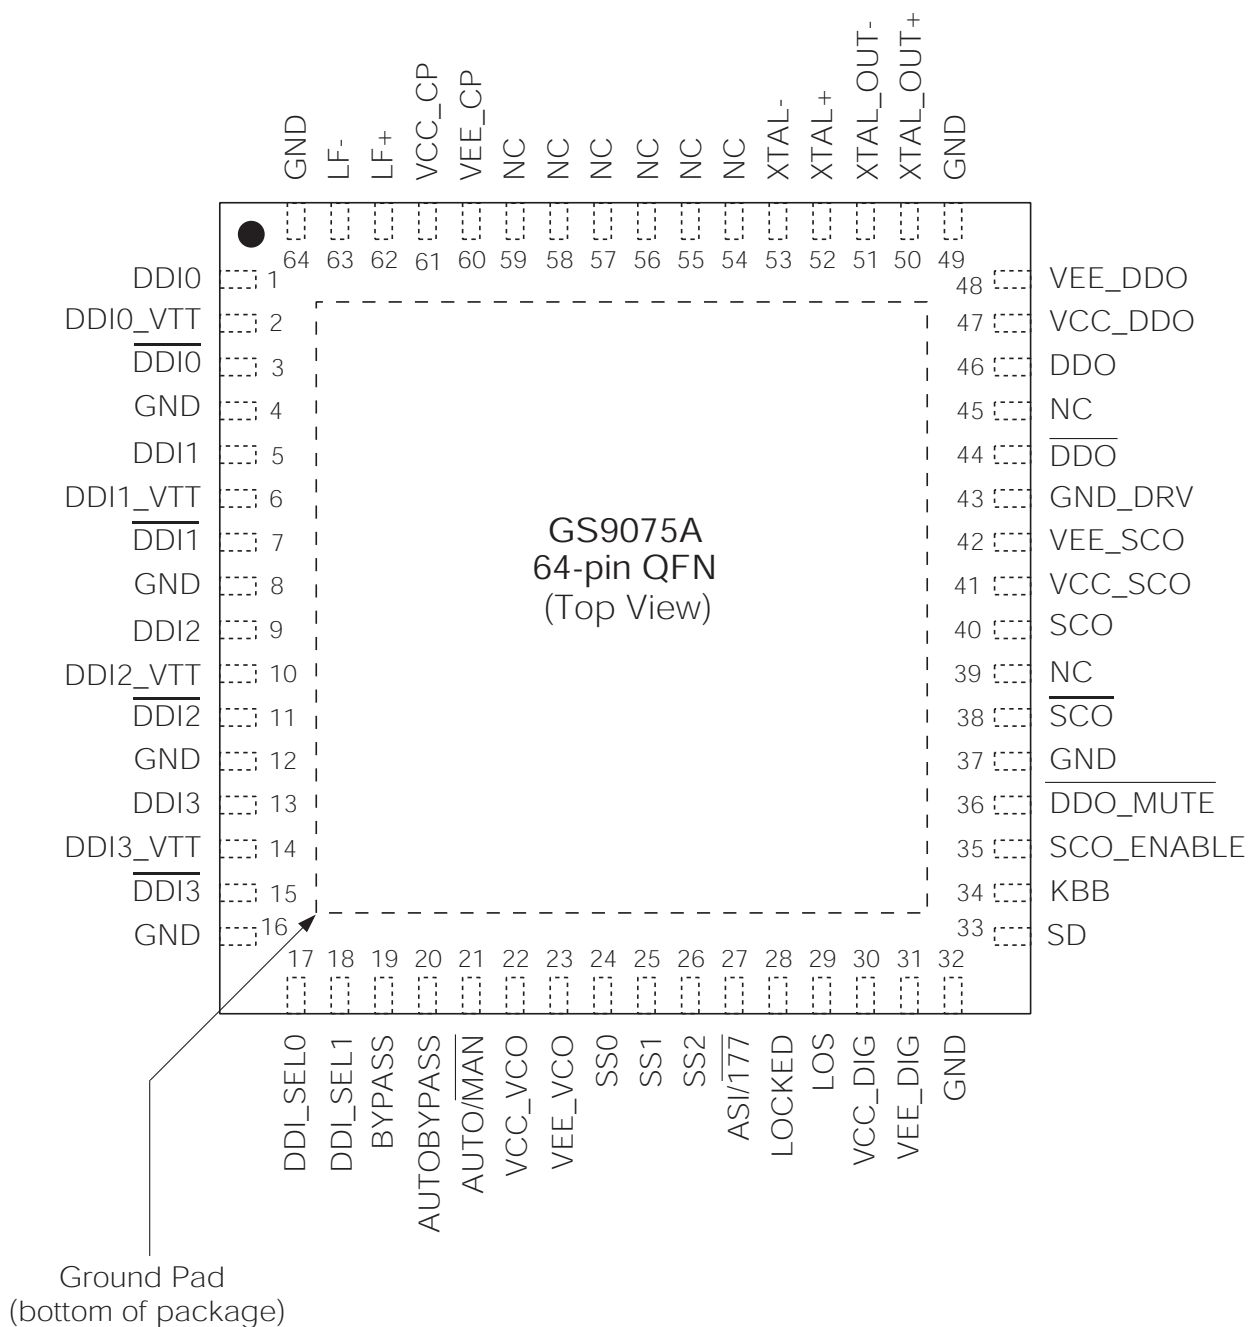 GND
LF-
LF+
VCC_CP
VEE_CP
NC
NC
NC
NC
NC
NC
XTAL-
XTAL+
XTAL_OUT-
XTAL_OUT+
GND
64 63 62 61 60 59 58 57 56 55 54 53 52 51 50 49
DDI0 1
DDI0_VTT 2
DDI0 3
GND 4
DDI1 5
DDI1_VTT 6
DDI1 7
GND 8
DDI2 9
DDI2_VTT 10
DDI2 11
GND 12
DDI3 13
DDI3_VTT 14
DDI3 15
GND 16
GS9075A
64-pin QFN
(Top View)
48 VEE_DDO
47 VCC_DDO
46 DDO
45 NC
44 DDO
43 GND_DRV
42 VEE_SCO
41 VCC_SCO
40 SCO
39 NC
38 SCO
37 GND
36 DDO_MUTE
35 SCO_ENABLE
34 KBB
33 SD
17 18 19 20 21 22 23 24 25 26 27 28 29 30 31 32
DDI_SEL0
DDI_SEL1
BYPASS
AUTOBYPASS
AUTO/MAN
VCC_VCO
VEE_VCO
SS0
SS1
SS2
ASI/177
LOCKED
LOS
VCC_DIG
VEE_DIG
GND
Ground Pad
(bottom of package)